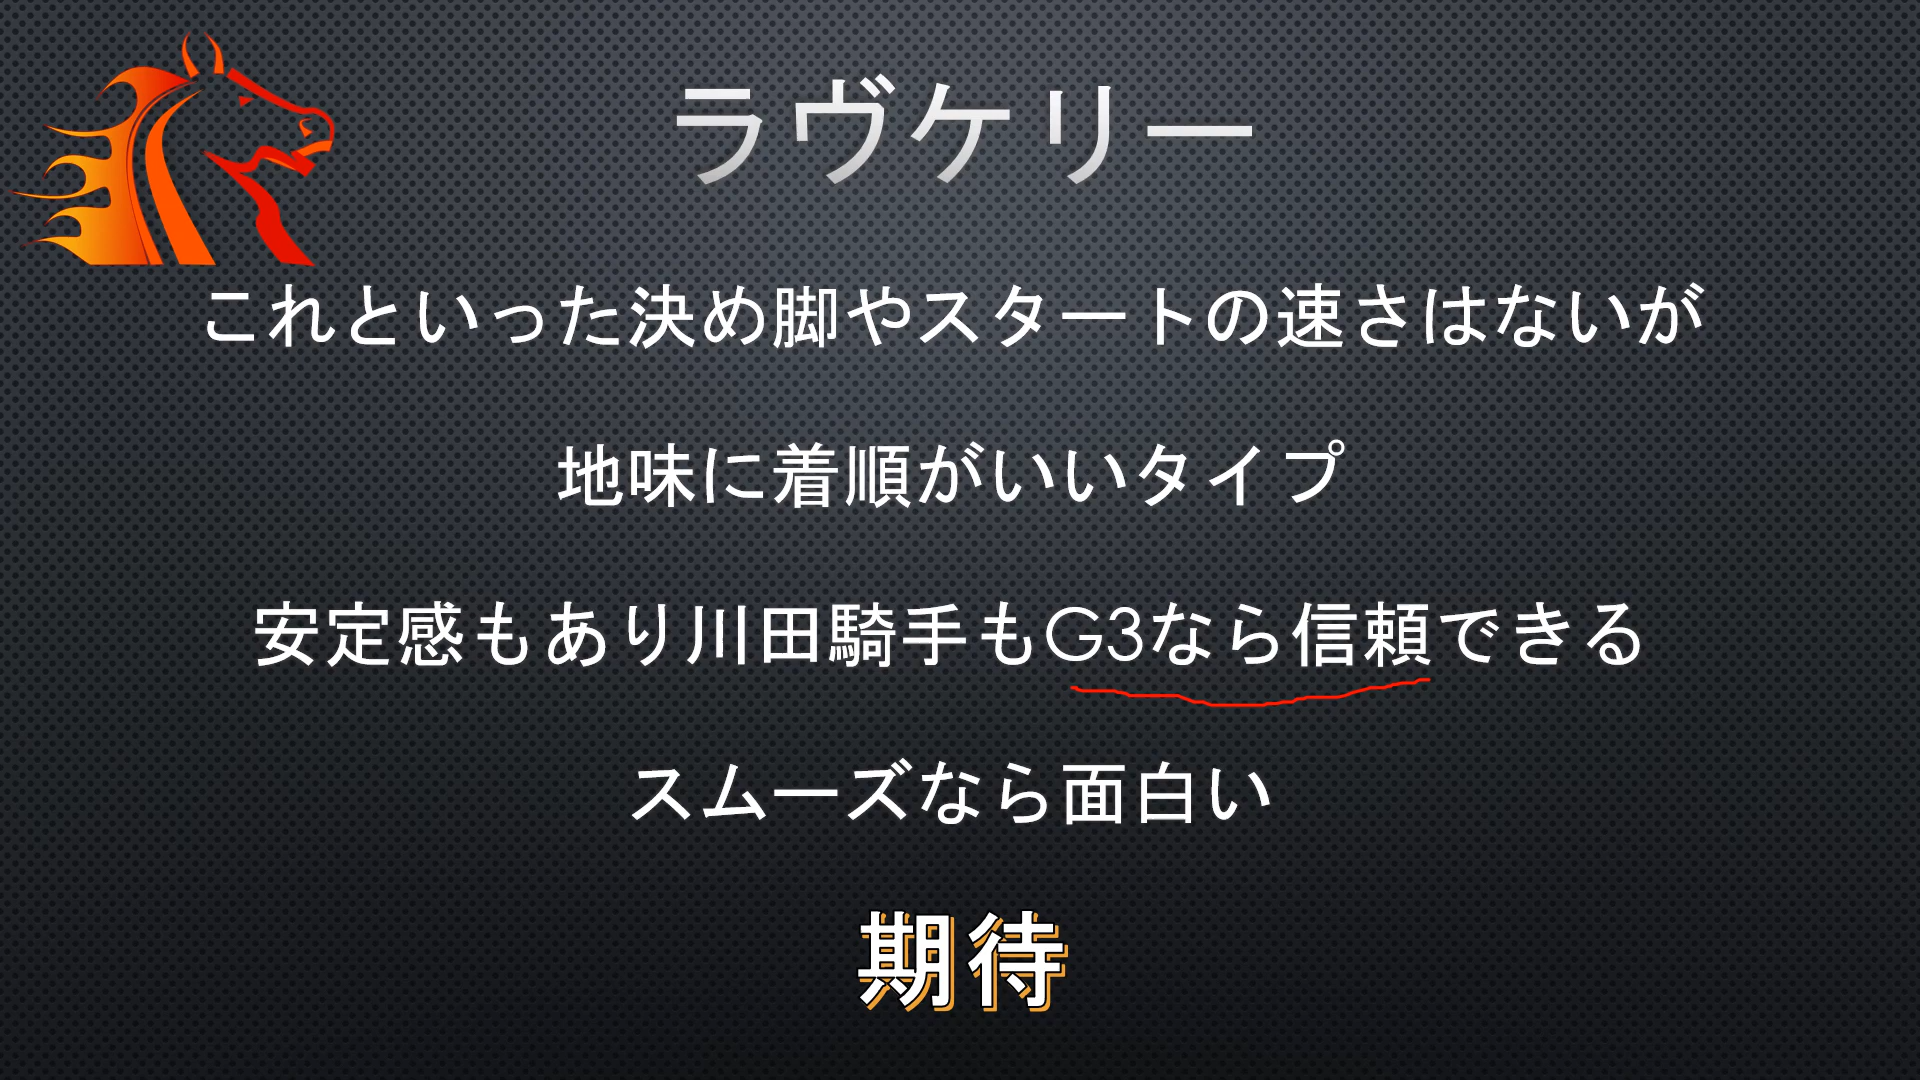 ラヴケリー
これといった決め脚やスタートの速さはないが
地味に着順がいいタイプ
安定感もあり川田騎手もG3なら信頼できる
スムーズなら面白い
期待